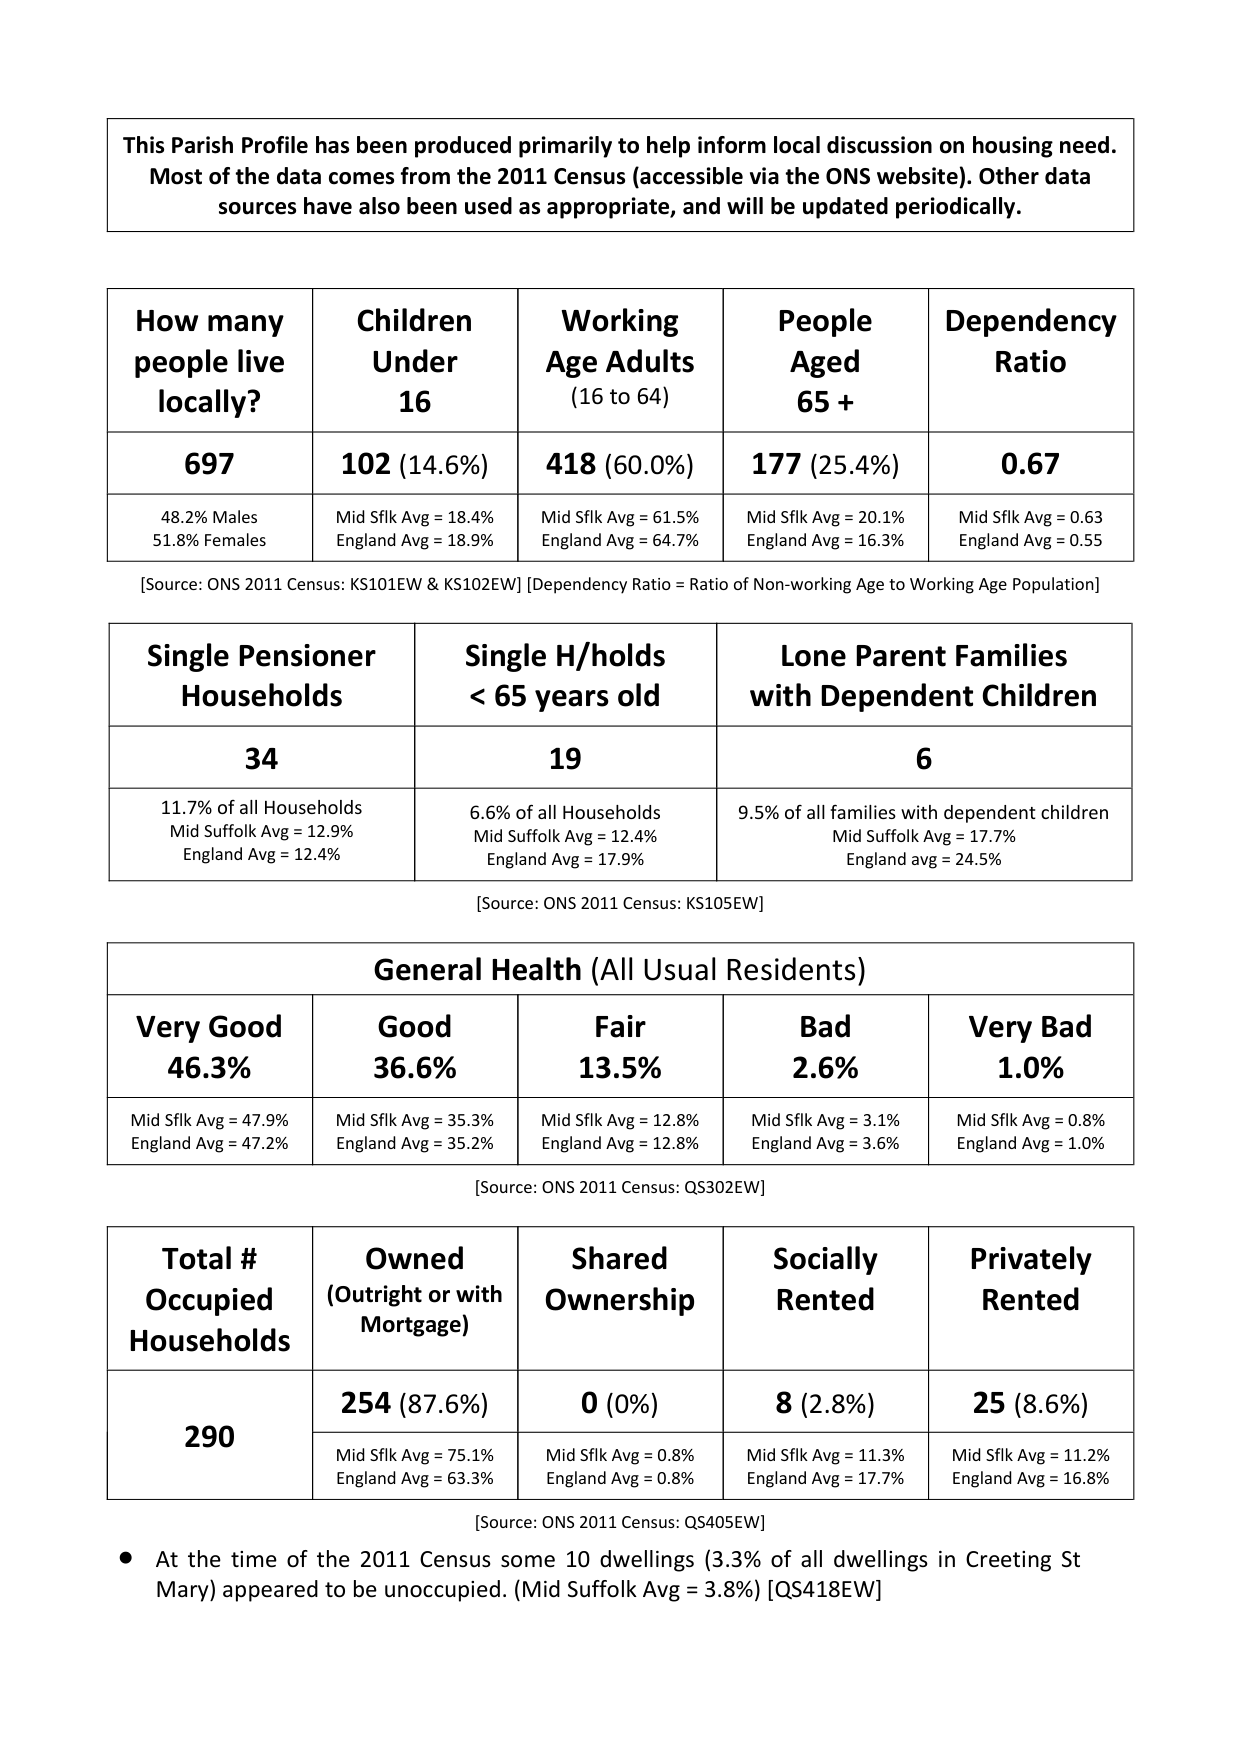 This Parish Profile has been produced primarily to help inform local discussion on housing need.
Most of the data comes from the 2011 Census (accessible via the ONS website). Other data
sources have also been used as appropriate, and will be updated periodically.
How many
people live
locally?
Children
Under
16
Working
Age Adults
(16 to 64)
People
Aged
65 +
Dependency
Ratio
697
102 (14.6%)
418 (60.0%)
177 (25.4%)
0.67
48.2% Males
51.8% Females
Mid Sflk Avg = 18.4%
England Avg = 18.9%
Mid Sflk Avg = 61.5%
England Avg = 64.7%
Mid Sflk Avg = 20.1%
England Avg = 16.3%
Mid Sflk Avg = 0.63
England Avg = 0.55
[Source: ONS 2011 Census: KS101EW & KS102EW] [Dependency Ratio = Ratio of Non-working Age to Working Age Population]
Single Pensioner
Households
Single H/holds
< 65 years old
Lone Parent Families
with Dependent Children
34
19
6
11.7% of all Households
Mid Suffolk Avg = 12.9%
England Avg = 12.4%
6.6% of all Households
Mid Suffolk Avg = 12.4%
England Avg = 17.9%
9.5% of all families with dependent children
Mid Suffolk Avg = 17.7%
England avg = 24.5%
[Source: ONS 2011 Census: KS105EW]
General Health (All Usual Residents)
Very Good
46.3%
Good
36.6%
Fair
13.5%
Bad
2.6%
Very Bad
1.0%
Mid Sflk Avg = 47.9%
England Avg = 47.2%
Mid Sflk Avg = 35.3%
England Avg = 35.2%
Mid Sflk Avg = 12.8%
England Avg = 12.8%
Mid Sflk Avg = 3.1%
England Avg = 3.6%
Mid Sflk Avg = 0.8%
England Avg = 1.0%
[Source: ONS 2011 Census: QS302EW]
Total #
Occupied
Households
Owned
(Outright or with
Mortgage)
Shared
Ownership
Socially
Rented
Privately
Rented
290
254 (87.6%)
0 (0%)
8 (2.8%)
25 (8.6%)
Mid Sflk Avg = 75.1%
England Avg = 63.3%
Mid Sflk Avg = 0.8%
England Avg = 0.8%
Mid Sflk Avg = 11.3%
England Avg = 17.7%
Mid Sflk Avg = 11.2%
England Avg = 16.8%
[Source: ONS 2011 Census: QS405EW]
● At the time of the 2011 Census some 10 dwellings (3.3% of all dwellings in Creeting St
Mary) appeared to be unoccupied. (Mid Suffolk Avg = 3.8%) [QS418EW]